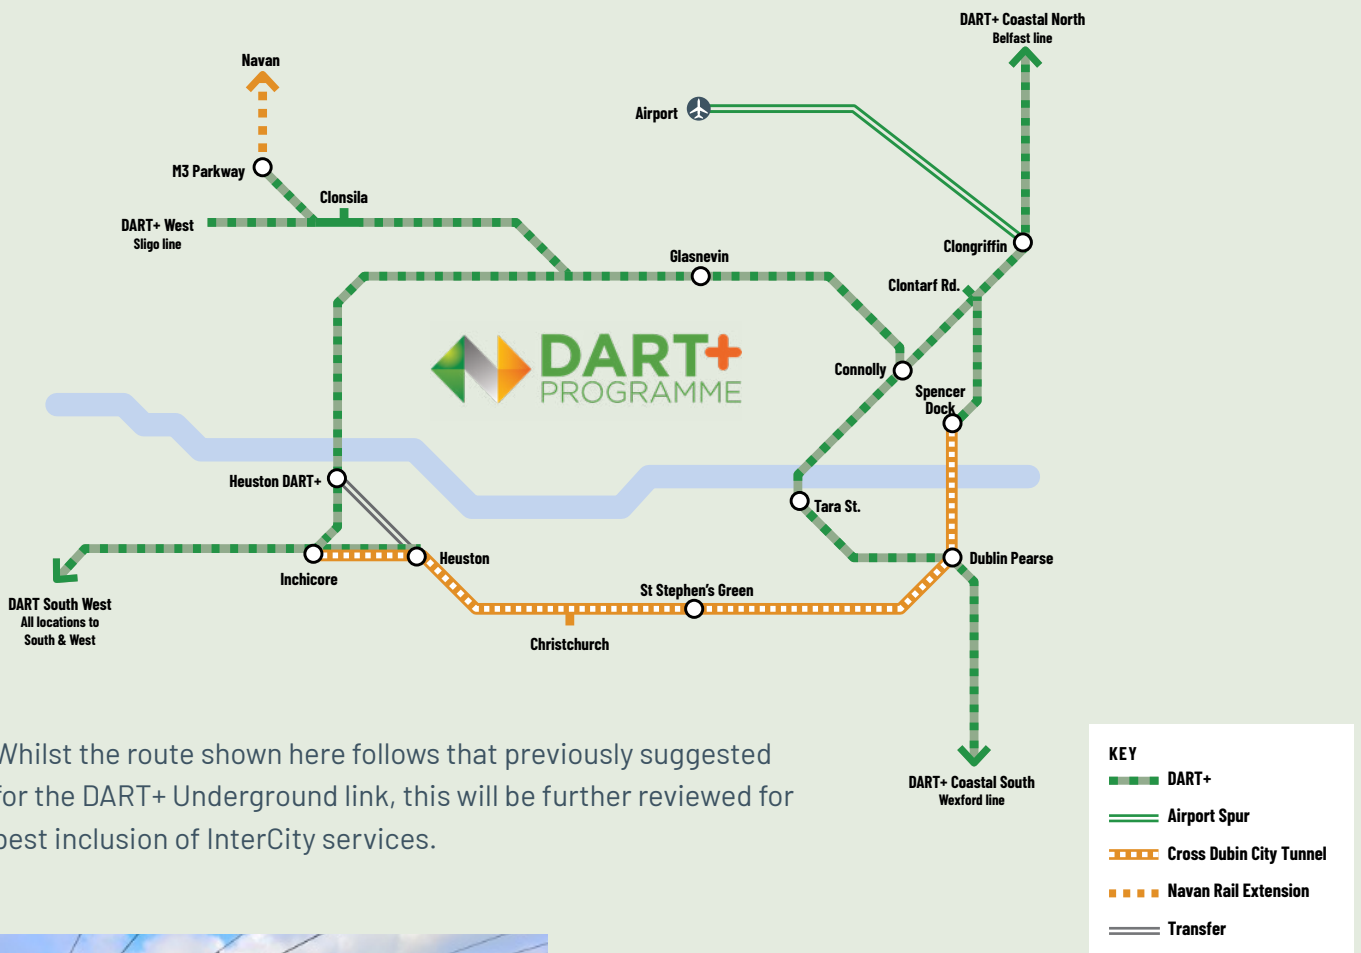 DART+ Coastal North
Belfast line
Navan
Airport
M3 Parkway
Clonsila
DART+ West
Sligo line
Clongriffin
Glasnevin
Clontarf Rd.
DART+
PROGRAMME
Connolly
Spencer
Dock
Heuston DART+
Tara St.
Heuston
Dublin Pearse
Inchicore
St Stephen's Green
DART South West
All locations to
South & West
Christchurch
Whilst the route shown here follows that previously suggested
for the DART+ Underground link, this will be further reviewed for
best inclusion of InterCity services.
DART+ Coastal South
Wexford line
KEY
DART+
Airport Spur
Cross Dubin City Tunnel
Navan Rail Extension
Transfer